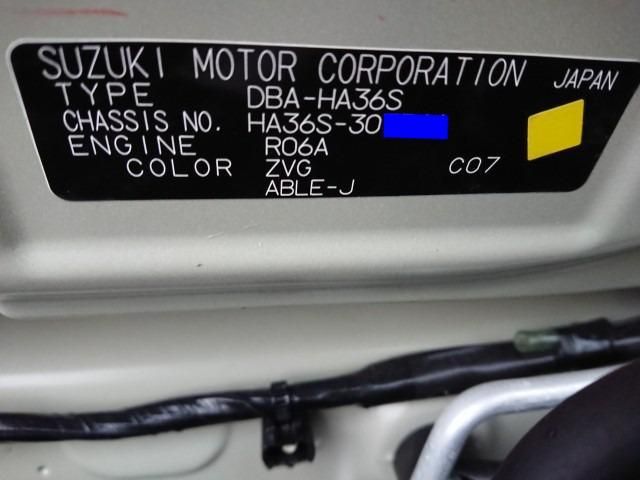 SUZUKI MOTOR CORPORATION JAPAN
TYPE DBA-HA36S
CHASSIS NO. HA36S-30
ENGINE R06A
COLOR ZVG C07
ABLE-J